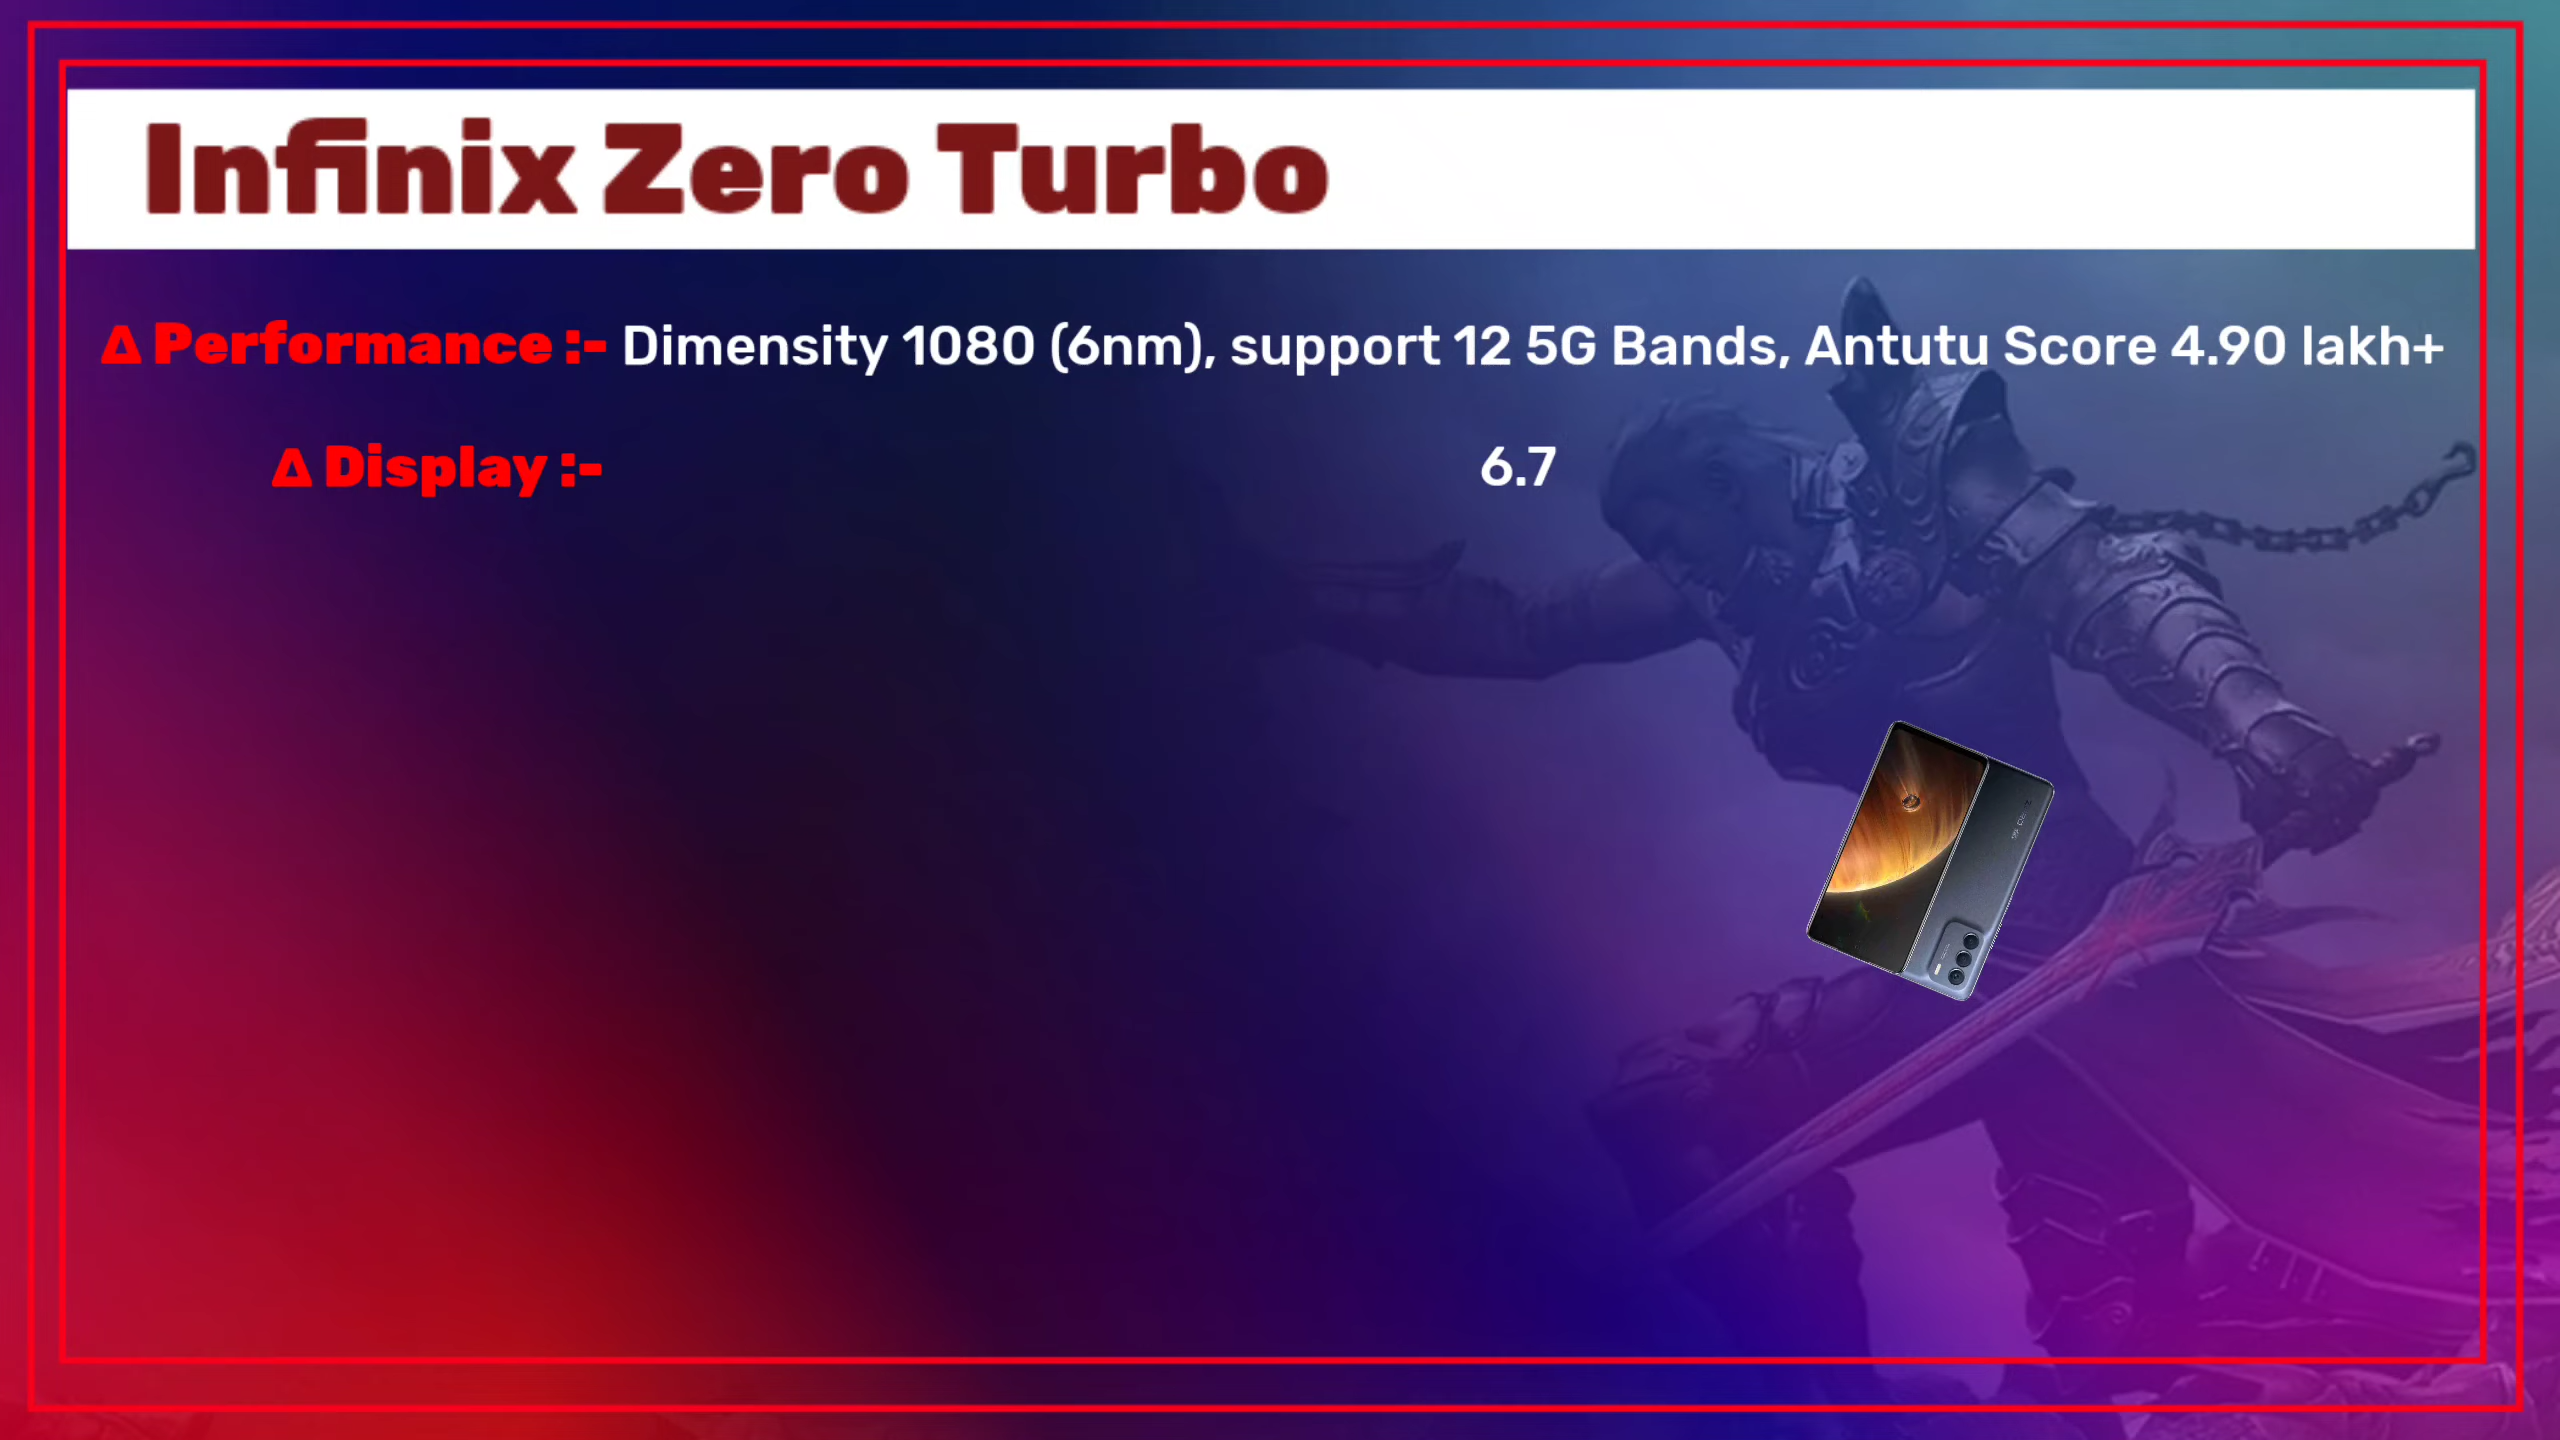 Infinix Zero Turbo
Δ Performance :- Dimensity 1080 (6nm), support 12 5G Bands, Antutu Score 4.90 lakh+
Δ Display :- 6.7